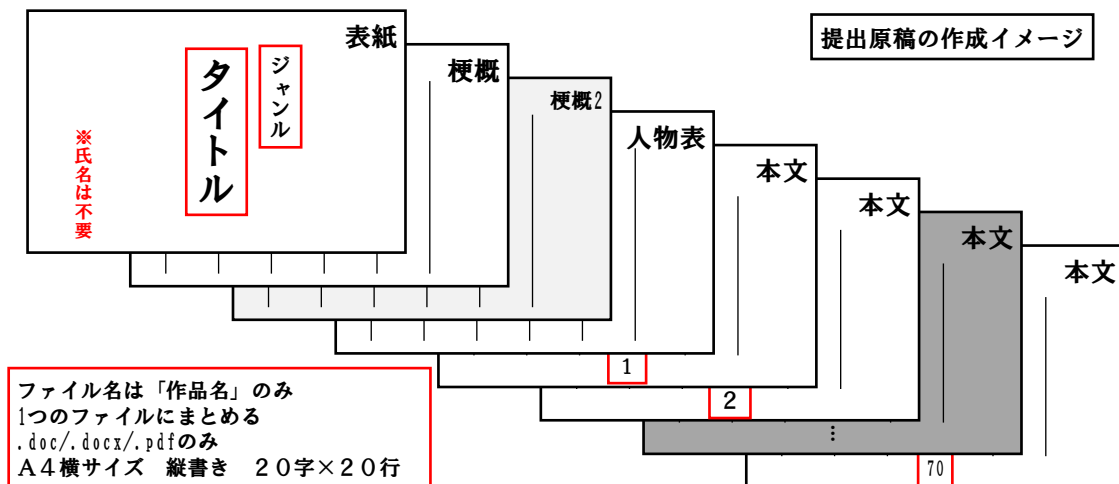 提出原稿の作成イメージ
表紙
ジャンル
タイトル
※氏名は不要
梗概
梗概2
人物表
本文
1
本文
2
本文
⋮
本文
70
ファイル名は「作品名」のみ
1つのファイルにまとめる
.doc/.docx/.pdfのみ
A4横サイズ　縦書き　20字×20行